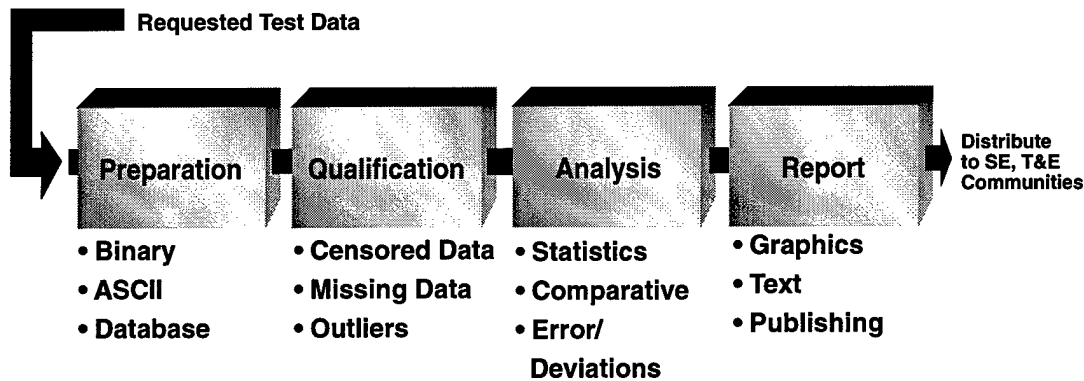 Requested Test Data
Preparation
• Binary
• ASCII
• Database
Qualification
• Censored Data
• Missing Data
• Outliers
Analysis
• Statistics
• Comparative
• Error/
Deviations
Report
• Graphics
• Text
• Publishing
Distribute
to SE, T&E
Communities